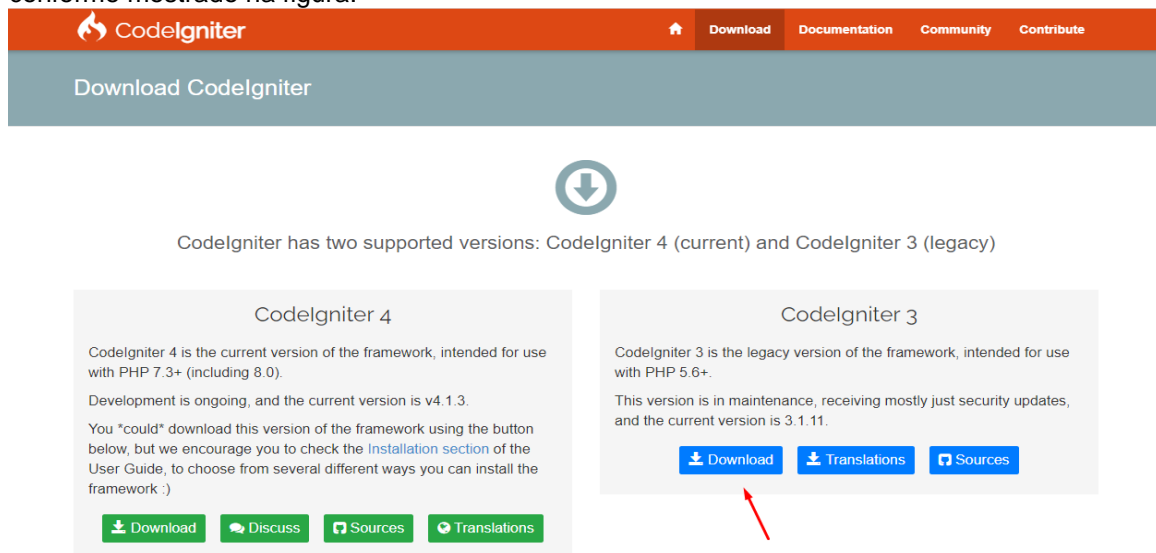 conforme mostrado na figura.
CodeIgniter
Download Documentation Community Contribute
Download CodeIgniter
CodeIgniter has two supported versions: CodeIgniter 4 (current) and CodeIgniter 3 (legacy)
CodeIgniter 4
CodeIgniter 4 is the current version of the framework, intended for use
with PHP 7.3+ (including 8.0).
Development is ongoing, and the current version is v4.1.3.
You *could* download this version of the framework using the button
below, but we encourage you to check the Installation section of the
User Guide, to choose from several different ways you can install the
framework :)
Download Discuss Sources Translations
CodeIgniter 3
CodeIgniter 3 is the legacy version of the framework, intended for use
with PHP 5.6+.
This version is in maintenance, receiving mostly just security updates,
and the current version is 3.1.11.
Download Translations Sources